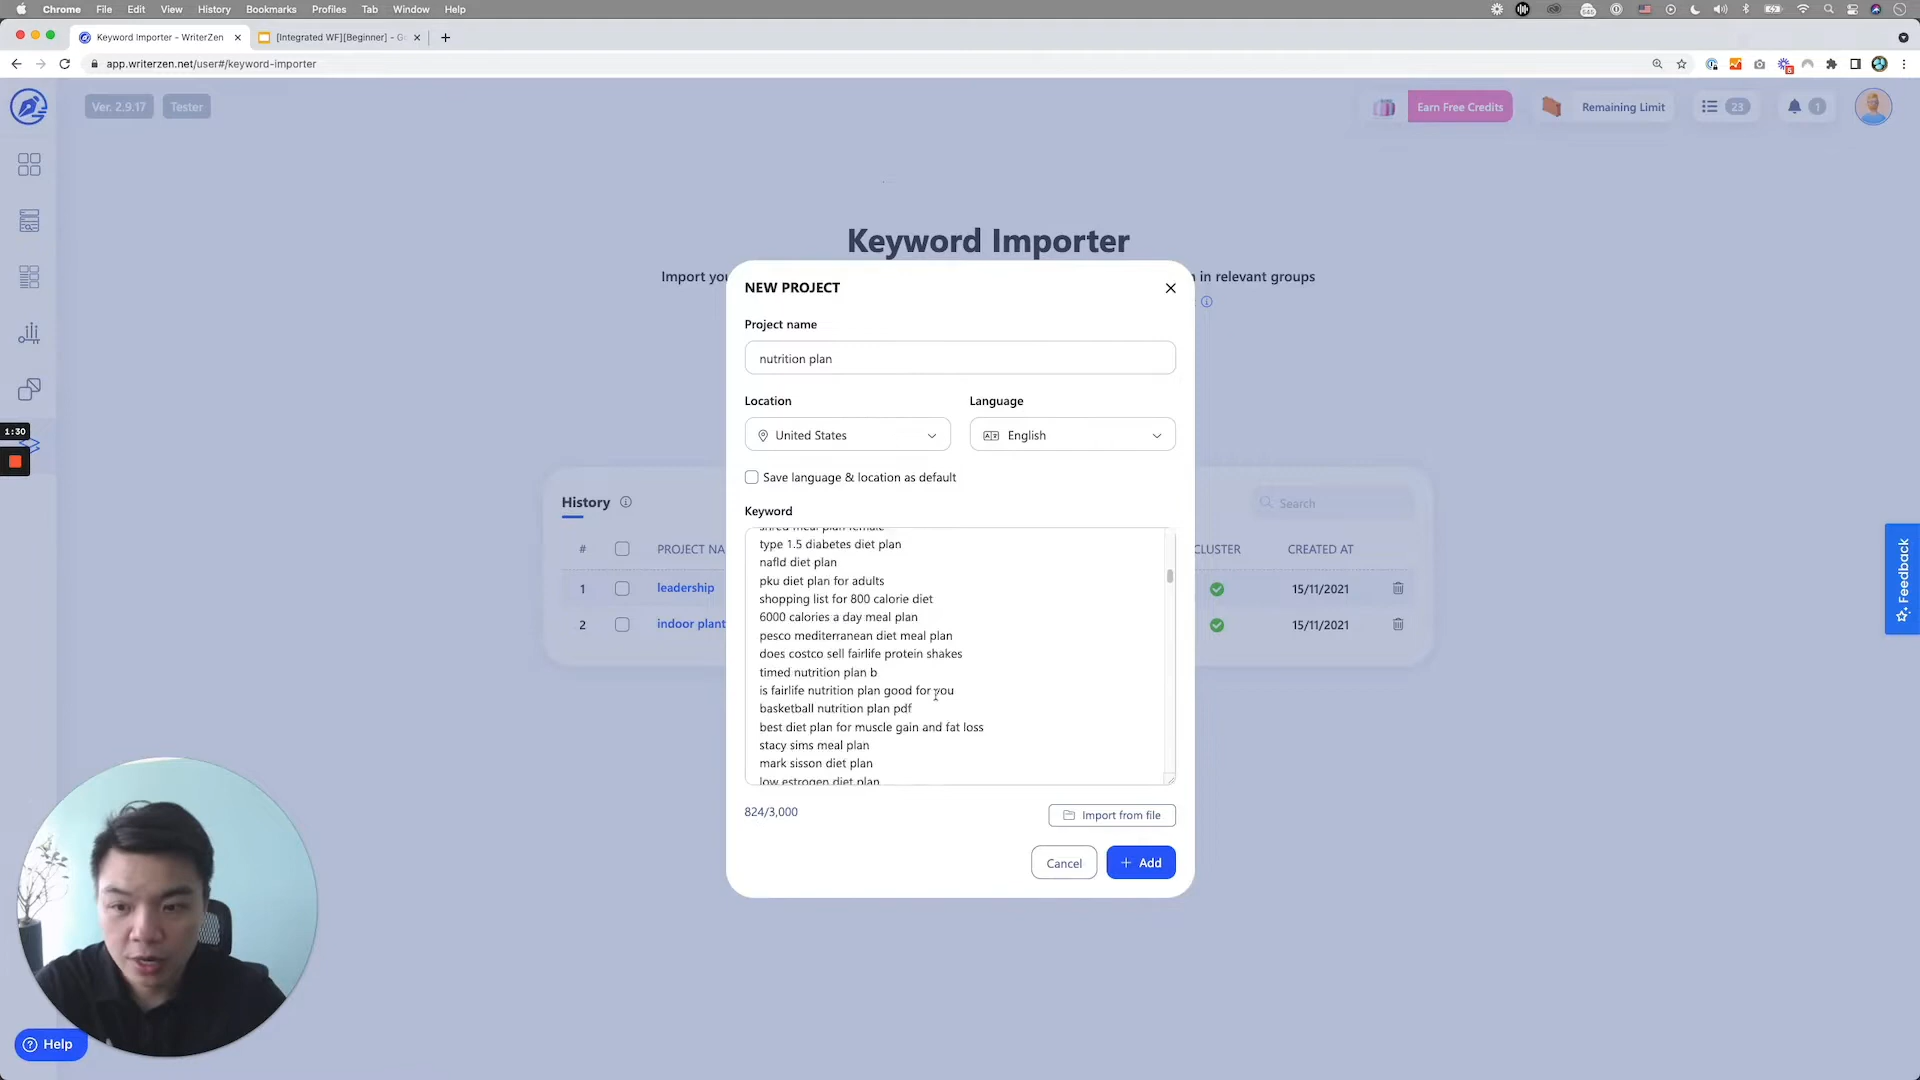 Chrome File Edit View History Bookmarks Profiles Tab Window Help
Keyword Importer - WriterZen
[Integrated WF][Beginner] - G
app.writerzen.net/user#/keyword-importer
Ver. 2.9.17
Tester
Earn Free Credits
Remaining Limit
23
1
Keyword Importer
Import you
in relevant groups
NEW PROJECT
Project name
nutrition plan
Location
Language
United States
English
Save language & location as default
Keyword
shred meal plan female
type 1.5 diabetes diet plan
nafld diet plan
pku diet plan for adults
shopping list for 800 calorie diet
6000 calories a day meal plan
pesco mediterranean diet meal plan
does costco sell fairlife protein shakes
timed nutrition plan b
is fairlife nutrition plan good for you
basketball nutrition plan pdf
best diet plan for muscle gain and fat loss
stacy sims meal plan
mark sisson diet plan
low estrogen diet plan
824/3,000
Import from file
Cancel
+ Add
1:30
History
Search
# PROJECT NA
CLUSTER CREATED AT
1 leadership
15/11/2021
2 indoor plant
15/11/2021
Feedback
Help